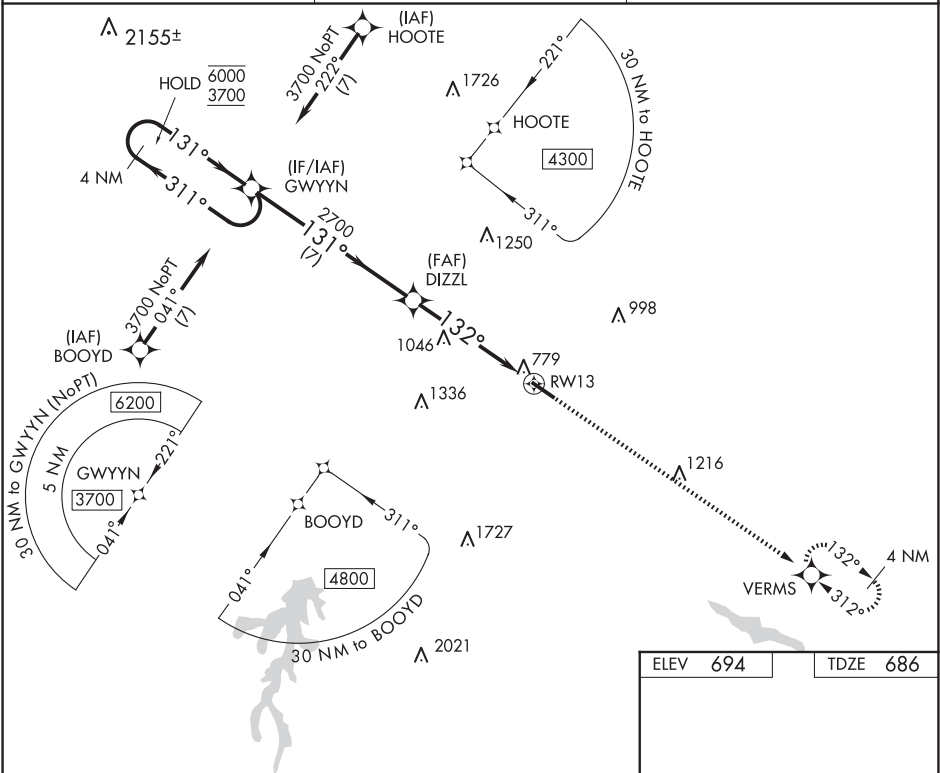 2155±
(IAF)
HOOTE
3700 NoPT
222°
(7)
HOLD 6000
3700
1726
221°
30 NM to HOOTE
HOOTE
4300
311°
131°
4 NM
311°
(IF/IAF)
GWYYN
2700
131°
(7)
1250
(FAF)
DIZZL
3700 NoPT
041°
(7)
(IAF)
BOOYD
132°
998
1046
779
RW13
1336
30 NM to GWYYN (NoPT)
6200
5 NM
221°
GWYYN
3700
041°
1216
BOOYD
311°
1727
041°
4800
30 NM to BOOYD
2021
132°
4 NM
VERMS
312°
ELEV 694
TDZE 686